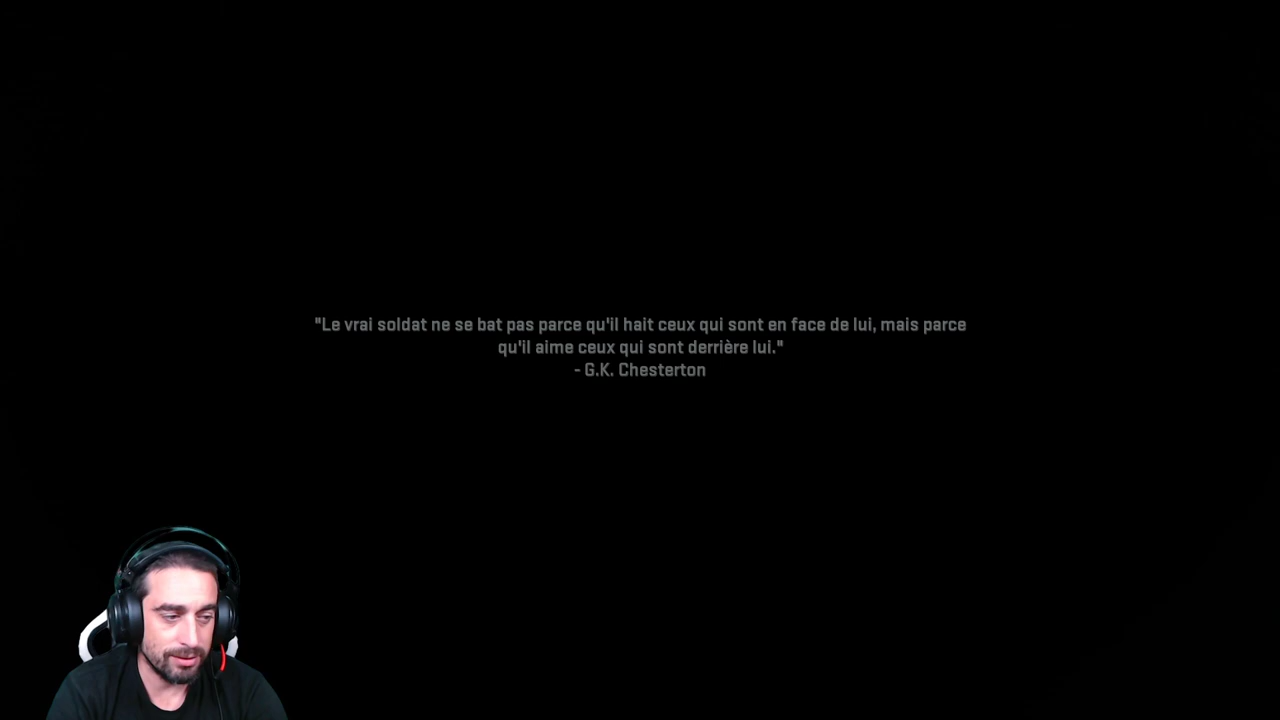 "Le vrai soldat ne se bat pas parce qu'il hait ceux qui sont en face de lui, mais parce
qu'il aime ceux qui sont derrière lui."
- G.K. Chesterton